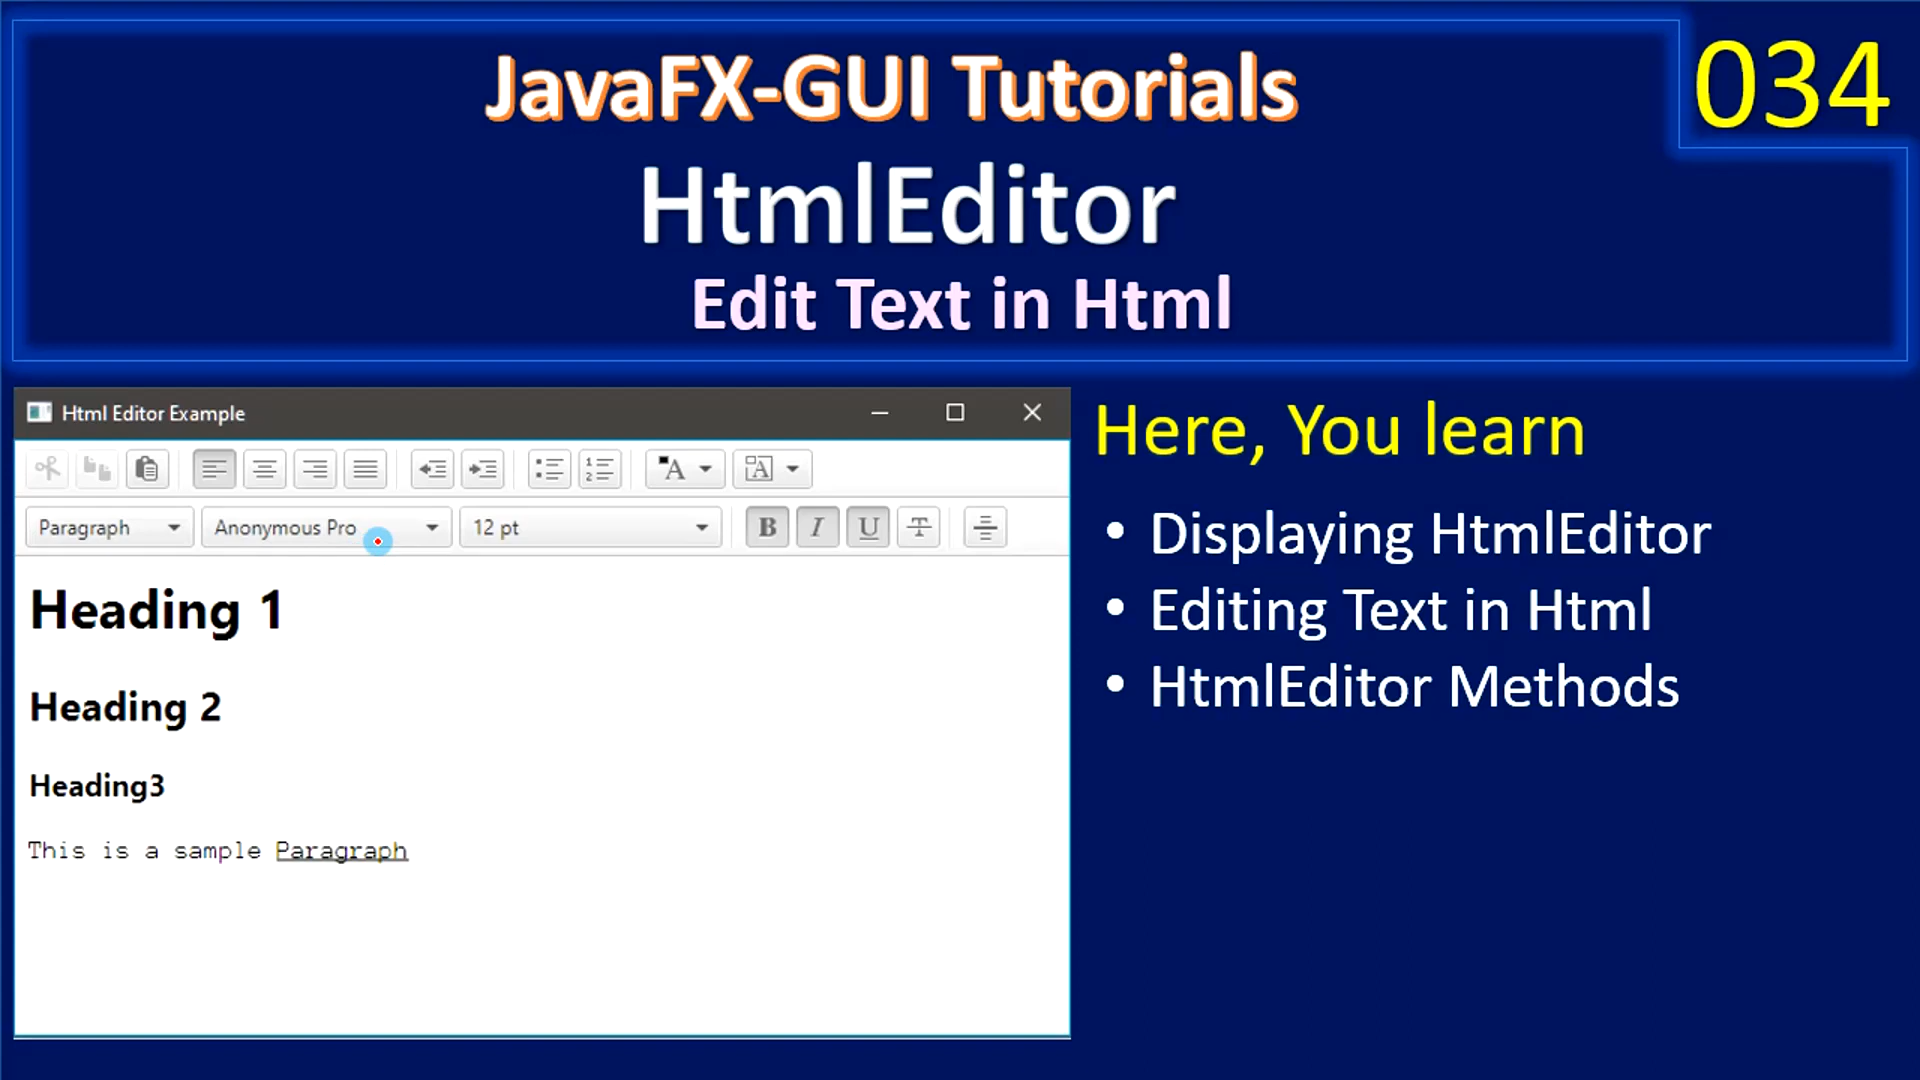 JavaFX-GUI Tutorials
034
HtmlEditor
Edit Text in Html
Html Editor Example
Paragraph
Anonymous Pro
12 pt
B I U T
Heading 1
Heading 2
Heading3
This is a sample Paragraph
Here, You learn
• Displaying HtmlEditor
• Editing Text in Html
• HtmlEditor Methods